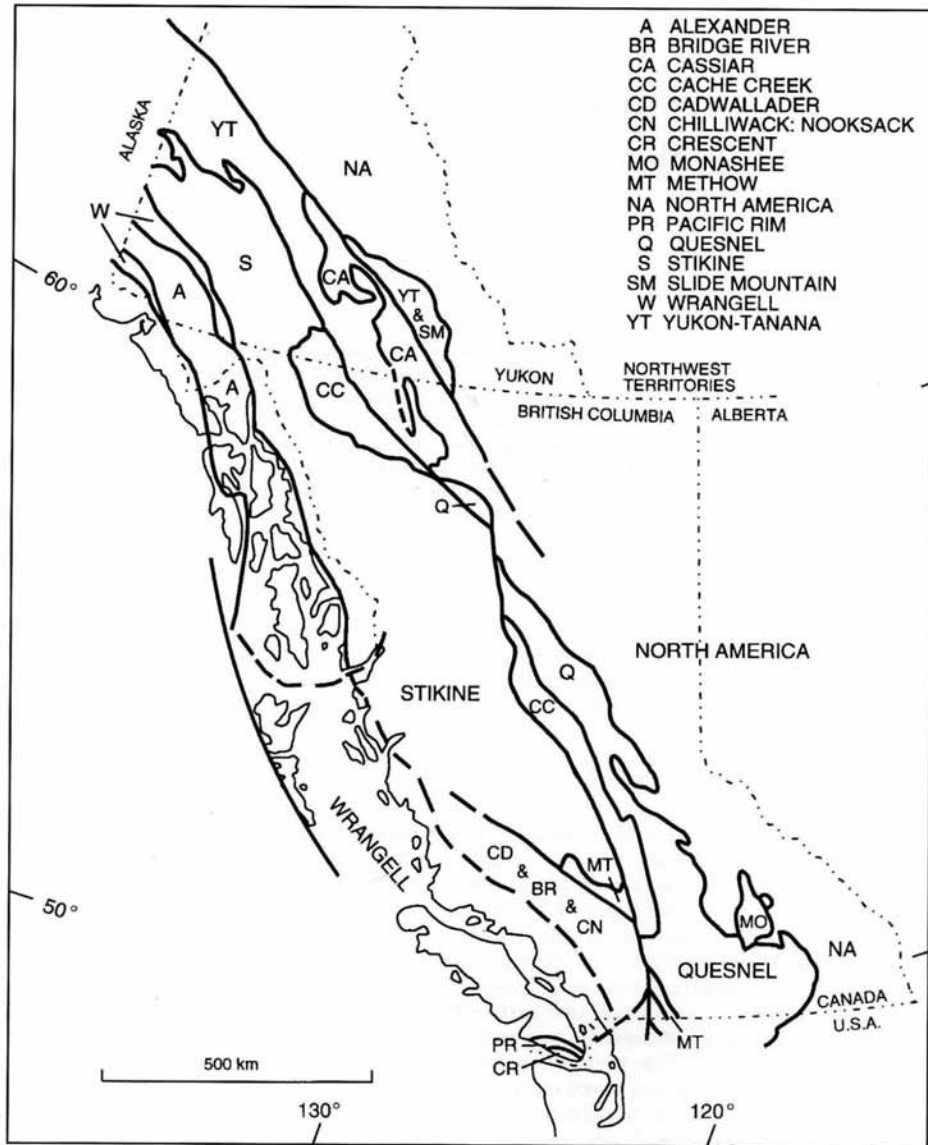 A ALEXANDER
BR BRIDGE RIVER
CA CASSIAR
CC CACHE CREEK
CD CADWALLADER
CN CHILLIWACK: NOOKSACK
CR CRESCENT
MO MONASHEE
MT METHOW
NA NORTH AMERICA
PR PACIFIC RIM
Q QUESNEL
S STIKINE
SM SLIDE MOUNTAIN
W WRANGELL
YT YUKON-TANANA
ALASKA
YT
NA
W
S
60°
A
CA
YT
&
SM
CA
A
CC
YUKON
NORTHWEST
TERRITORIES
BRITISH COLUMBIA
ALBERTA
Q
NORTH AMERICA
Q
STIKINE
CC
WRANGELL
CD
&
BR
&
CN
MT
50°
MO
NA
QUESNEL
CANADA
U.S.A.
MT
PR
CR
500 km
130°
120°